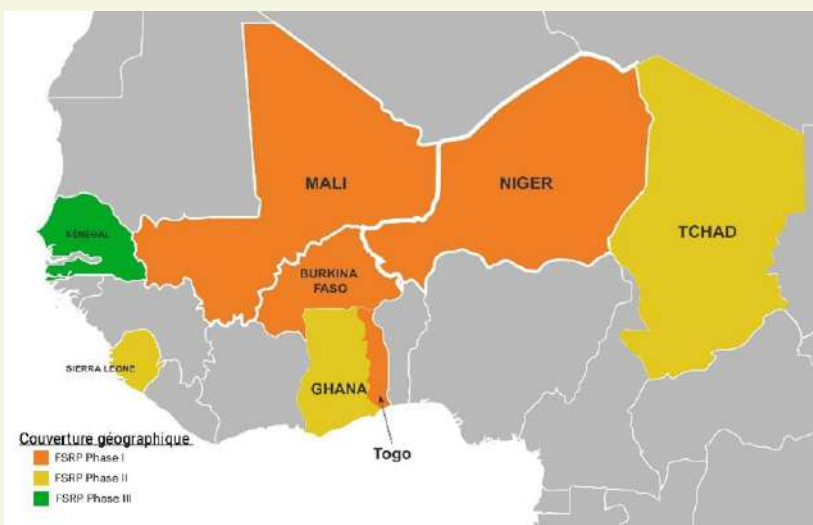 MALI
NIGER
TCHAD
SÉNÉGAL
BURKINA
FASO
SIERRA LEONE
GHANA
Togo
Couverture géographique
FSRP Phase I
FSRP Phase II
FSRP Phase III